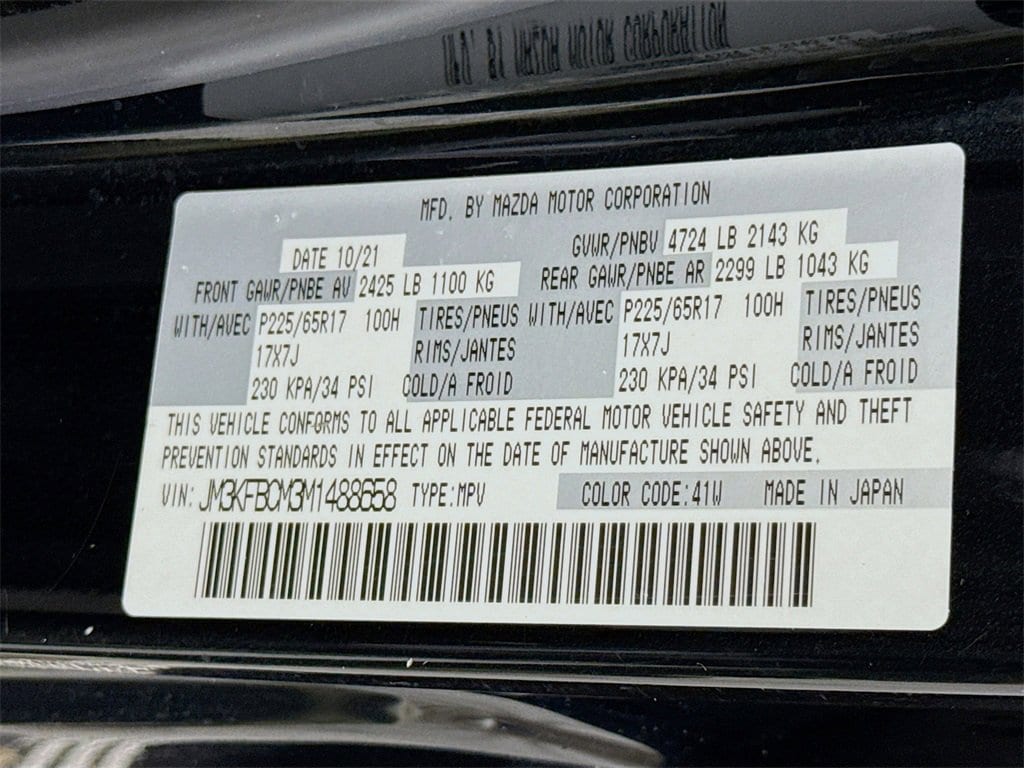 MFD. BY MAZDA MOTOR CORPORATION
DATE 10/21 GVWR/PNBV 4724 LB 2143 KG
FRONT GAWR/PNBE AV 2425 LB 1100 KG REAR GAWR/PNBE AR 2299 LB 1043 KG
WITH/AVEC P225/65R17 100H TIRES/PNEUS WITH/AVEC P225/65R17 100H TIRES/PNEUS
17X7J RIMS/JANTES 17X7J RIMS/JANTES
230 KPA/34 PSI COLD/A FROID 230 KPA/34 PSI COLD/A FROID
THIS VEHICLE CONFORMS TO ALL APPLICABLE FEDERAL MOTOR VEHICLE SAFETY AND THEFT
PREVENTION STANDARDS IN EFFECT ON THE DATE OF MANUFACTURE SHOWN ABOVE.
VIN: JM3KFBCM3M1488658 TYPE:MPV COLOR CODE:41W MADE IN JAPAN